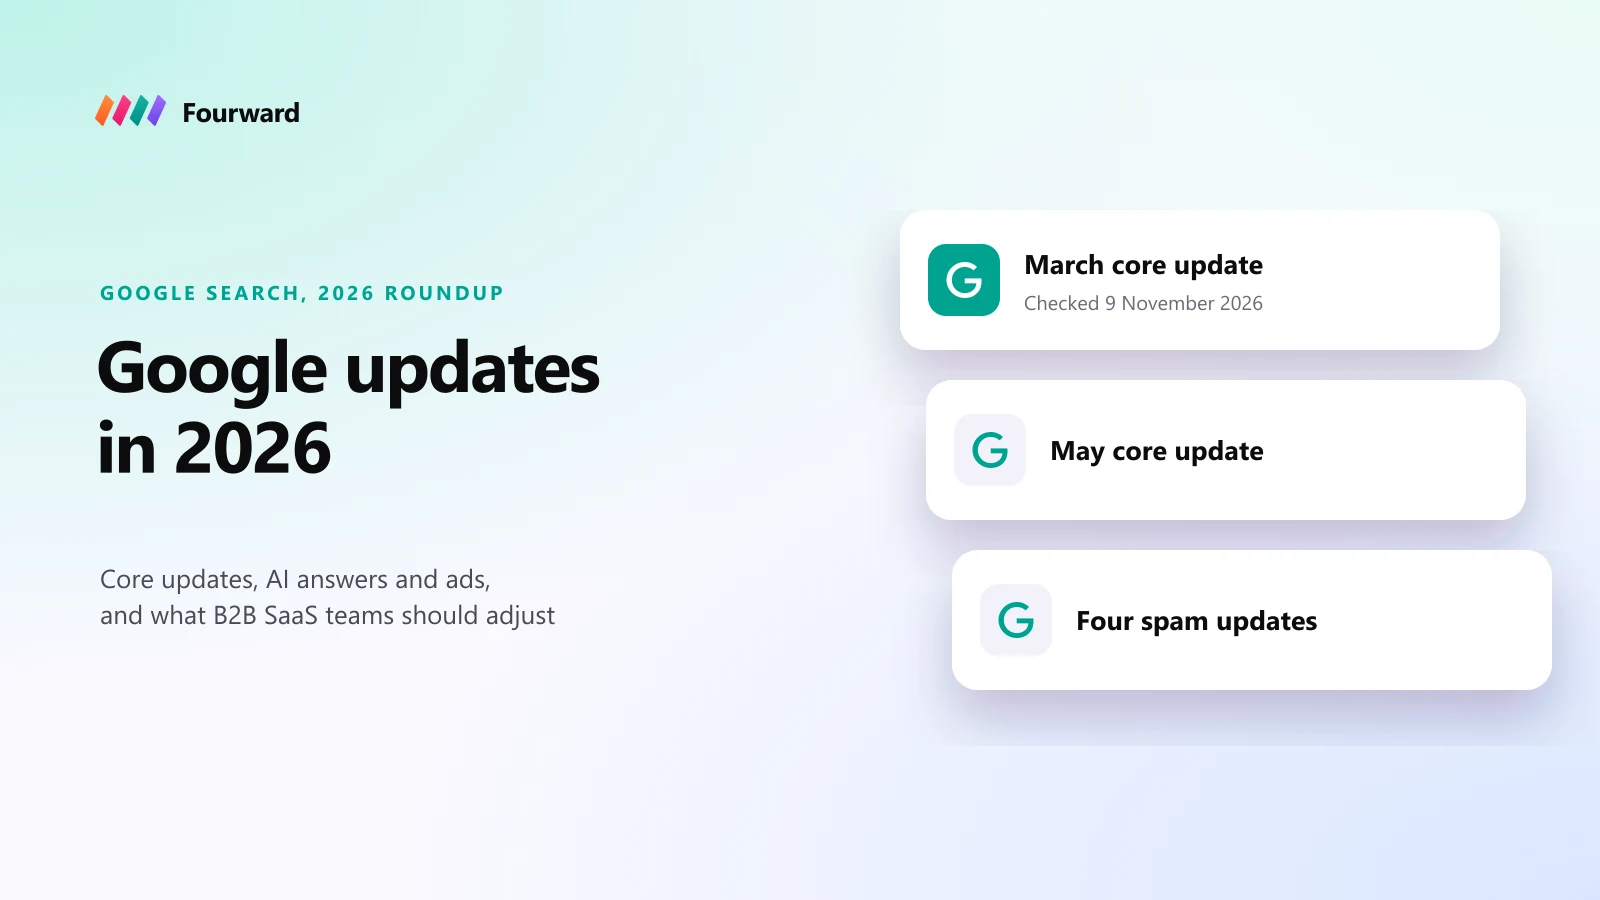 Fourward
GOOGLE SEARCH, 2026 ROUNDUP
Google updates
in 2026
Core updates, AI answers and ads,
and what B2B SaaS teams should adjust
March core update
Checked 9 November 2026
May core update
Four spam updates